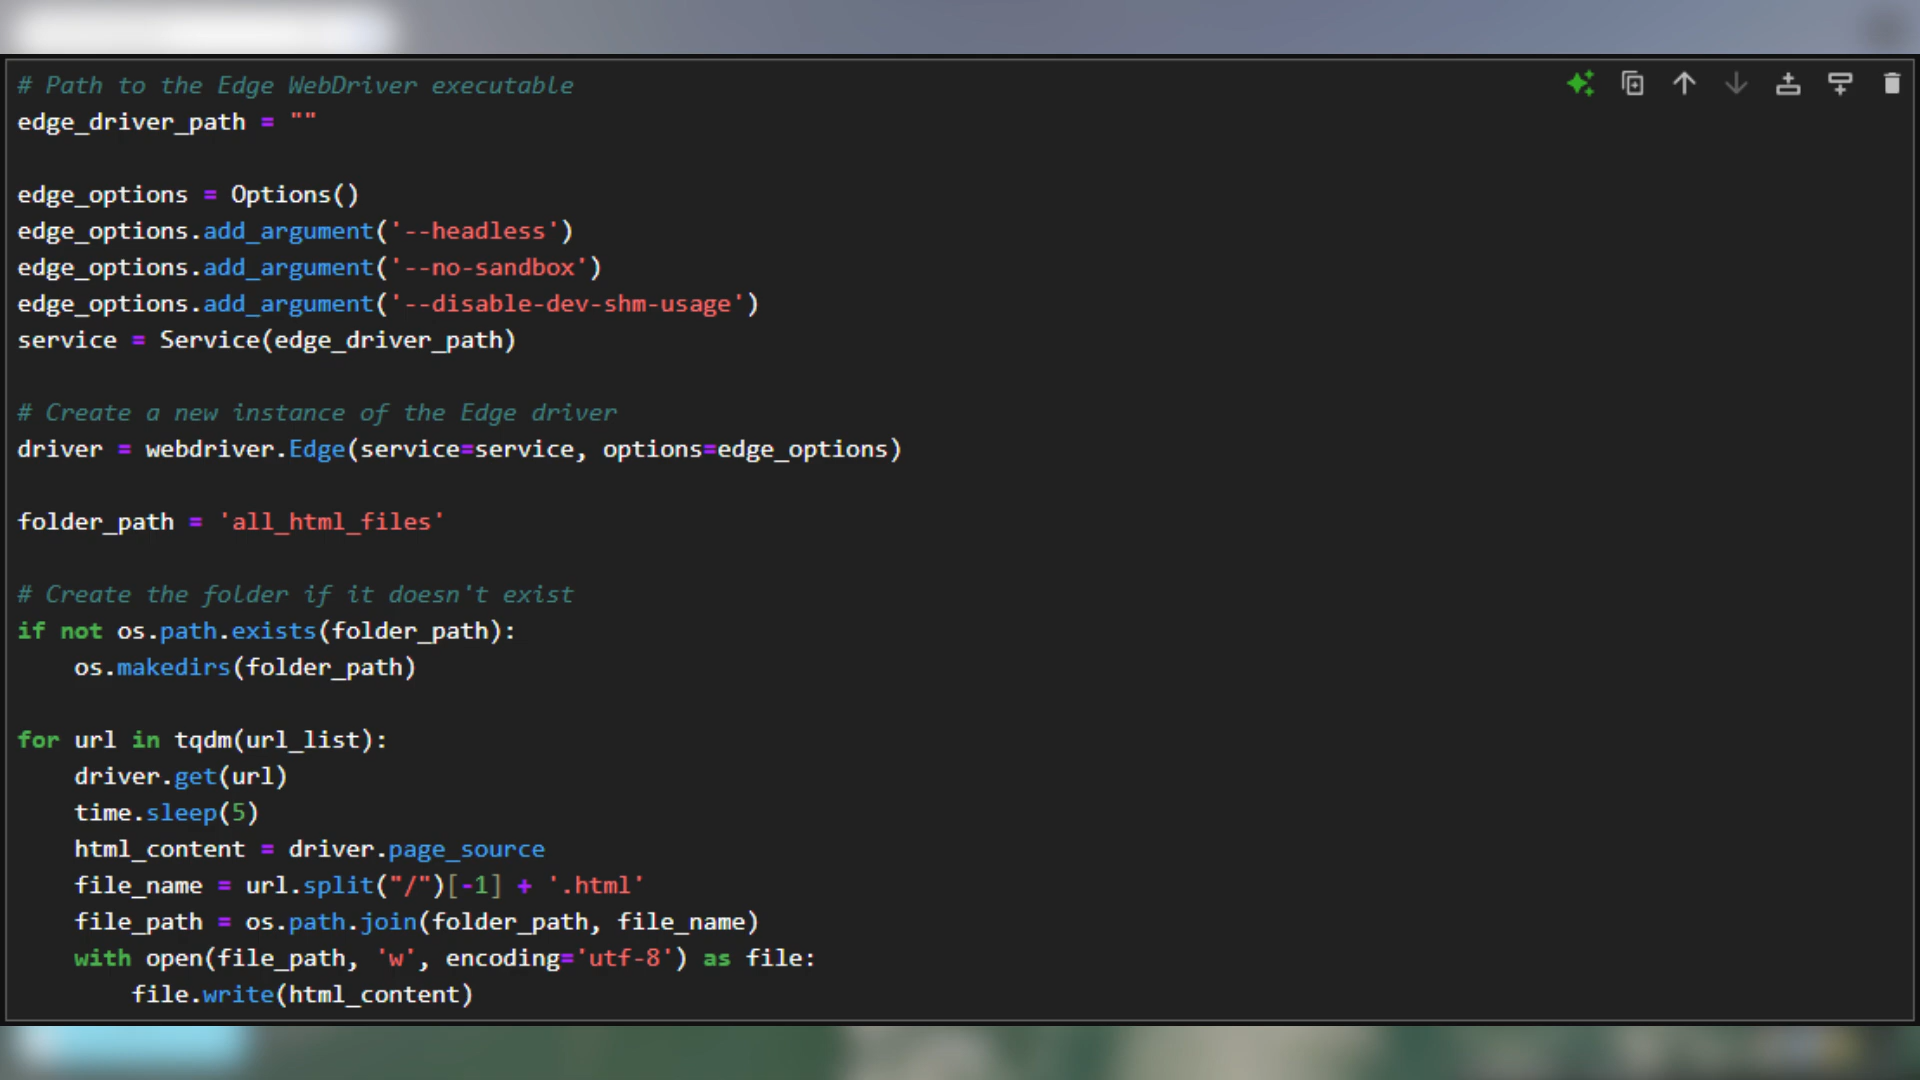 # Path to the Edge WebDriver executable
edge_driver_path = ""
edge_options = Options()
edge_options.add_argument('--headless')
edge_options.add_argument('--no-sandbox')
edge_options.add_argument('--disable-dev-shm-usage')
service = Service(edge_driver_path)
# Create a new instance of the Edge driver
driver = webdriver.Edge(service=service, options=edge_options)
folder_path = 'all_html_files'
# Create the folder if it doesn't exist
if not os.path.exists(folder_path):
    os.makedirs(folder_path)
for url in tqdm(url_list):
    driver.get(url)
    time.sleep(5)
    html_content = driver.page_source
    file_name = url.split("/")[-1] + '.html'
    file_path = os.path.join(folder_path, file_name)
    with open(file_path, 'w', encoding='utf-8') as file:
        file.write(html_content)